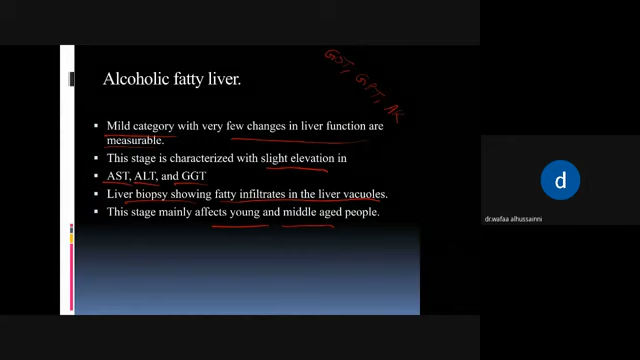 GOT, GPT, AK
Alcoholic fatty liver.
▪ Mild category with very few changes in liver function are
measurable.
▪ This stage is characterized with slight elevation in
▪ AST, ALT, and GGT
▪ Liver biopsy showing fatty infiltrates in the liver vacuoles.
▪ This stage mainly affects young and middle aged people.
d
dr.wafaa alhussainni